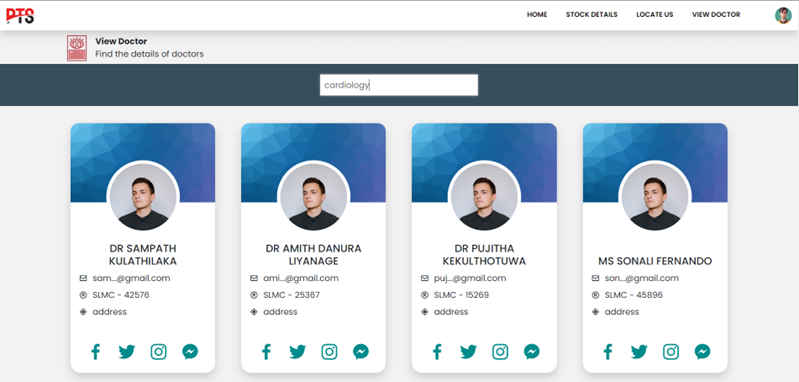 PTS
HOME STOCK DETAILS LOCATE US VIEW DOCTOR
View Doctor
Find the details of doctors
cardiology
DR SAMPATH
KULATHILAKA
sam...@gmail.com
SLMC - 42576
address
DR AMITH DANURA
LIYANAGE
ami...@gmail.com
SLMC - 25367
address
DR PUJITHA
KEKULTHOTUWA
puj...@gmail.com
SLMC - 15269
address
MS SONALI FERNANDO
son...@gmail.com
SLMC - 45896
address